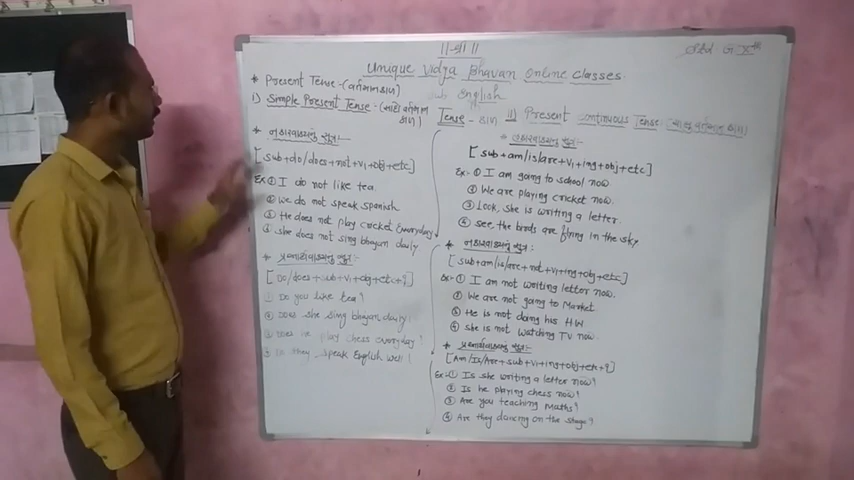 ॥ श्री ॥
Unique Vidya Bhavan Online Classes.
English
* Present Tense - (વર્તમાનકાળ)
Tense - કાળ
i) Simple Present Tense - (સાદો વર્તમાન કાળ)
* નકારવાક્યનું સૂત્ર :-
[Sub + do/does + not + v1 + obj + etc]
Ex ① I do not like tea.
② We do not speak Spanish
③ He does not play cricket Everyday
④ She does not sing bhajan daily
* પ્રશ્નાર્થવાક્યનું સૂત્ર :-
[Do/does + sub + v1 + obj + etc + ?]
① Do you like tea?
② Does she sing bhajan daily?
③ Does he play chess everyday?
④ Do they speak English well?
ii) Present Continuous Tense : (ચાલુ વર્તમાન કાળ)
[Sub + am/is/are + v1 + ing + obj + etc]
Ex - ① I am going to school now
② We are playing cricket now.
③ Look, she is writing a letter.
④ See the birds are flying in the sky
* નકારવાક્યનું સૂત્ર :
[Sub + am/is/are + not + v1 + ing + obj + etc]
Ex:- ① I am not writing letter now.
② We are not going to Market
③ He is not doing his HW
④ She is not watching TV now.
* પ્રશ્નાર્થવાક્યનું સૂત્ર :-
[Am/Is/Are + sub + v1 + ing + obj + etc + ?]
Ex:- ① Is she writing a letter now?
② Is he playing chess now?
③ Are you teaching Maths?
④ Are they dancing on the stage?